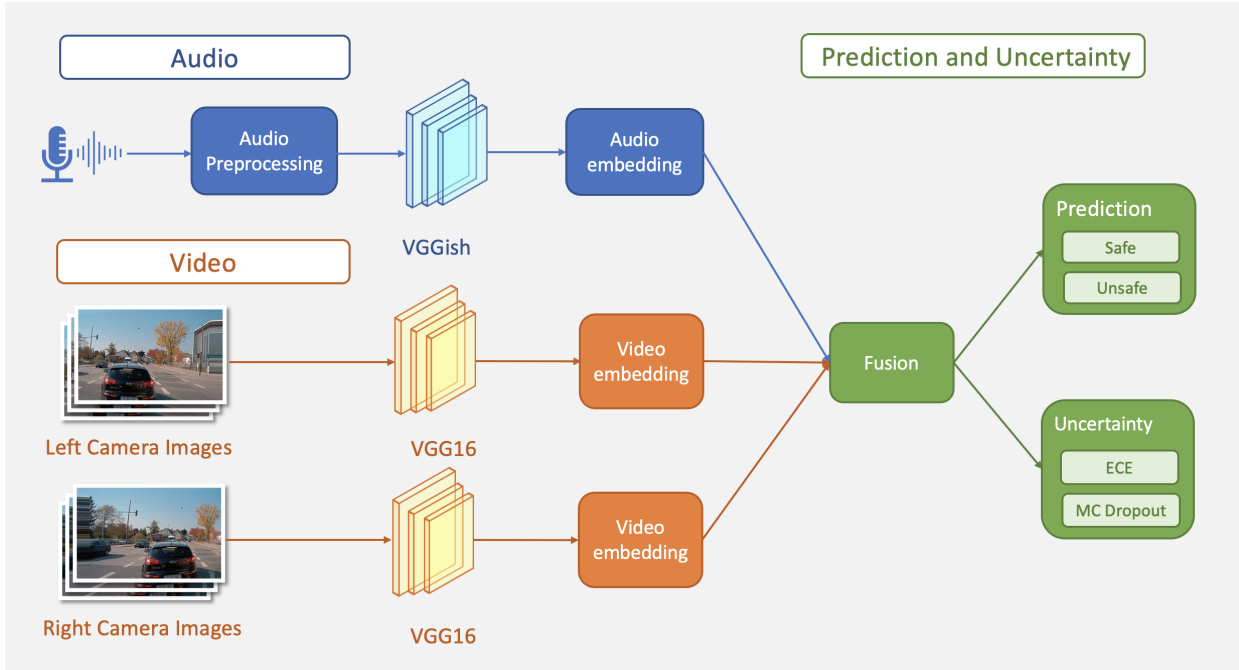 Audio
Prediction and Uncertainty
Audio
Preprocessing
Audio
embedding
VGGish
Video
Left Camera Images
VGG16
Video
embedding
Right Camera Images
VGG16
Video
embedding
Fusion
Prediction
Safe
Unsafe
Uncertainty
ECE
MC Dropout